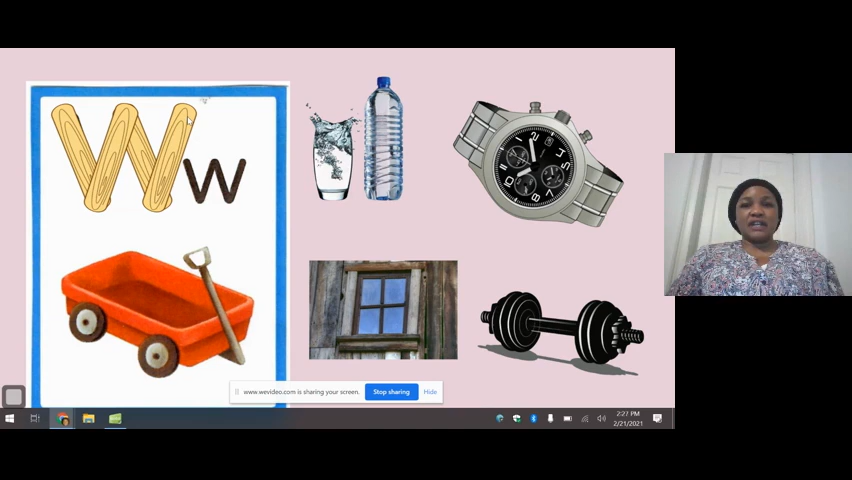 W w
www.wevideo.com is sharing your screen.
Stop sharing
Hide
2:27 PM
2/21/2021